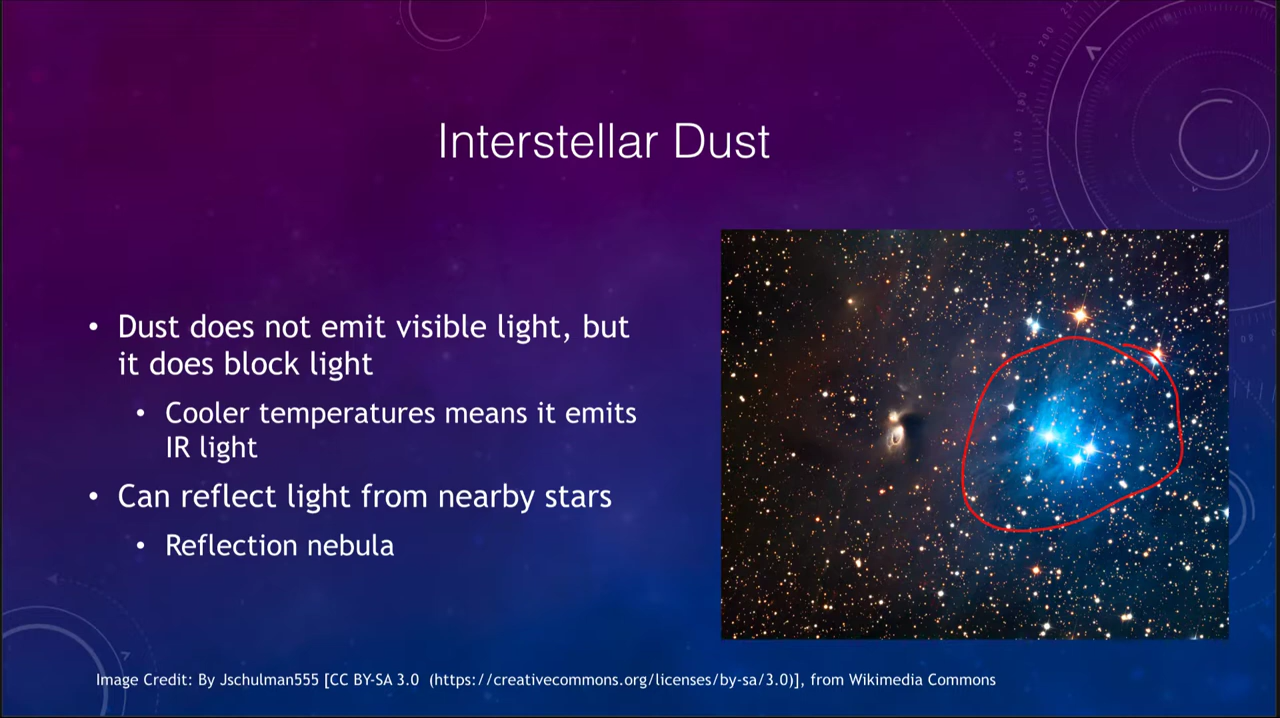 Interstellar Dust
• Dust does not emit visible light, but
it does block light
• Cooler temperatures means it emits
IR light
• Can reflect light from nearby stars
• Reflection nebula
Image Credit: By Jschulman555 [CC BY-SA 3.0 (https://creativecommons.org/licenses/by-sa/3.0)], from Wikimedia Commons